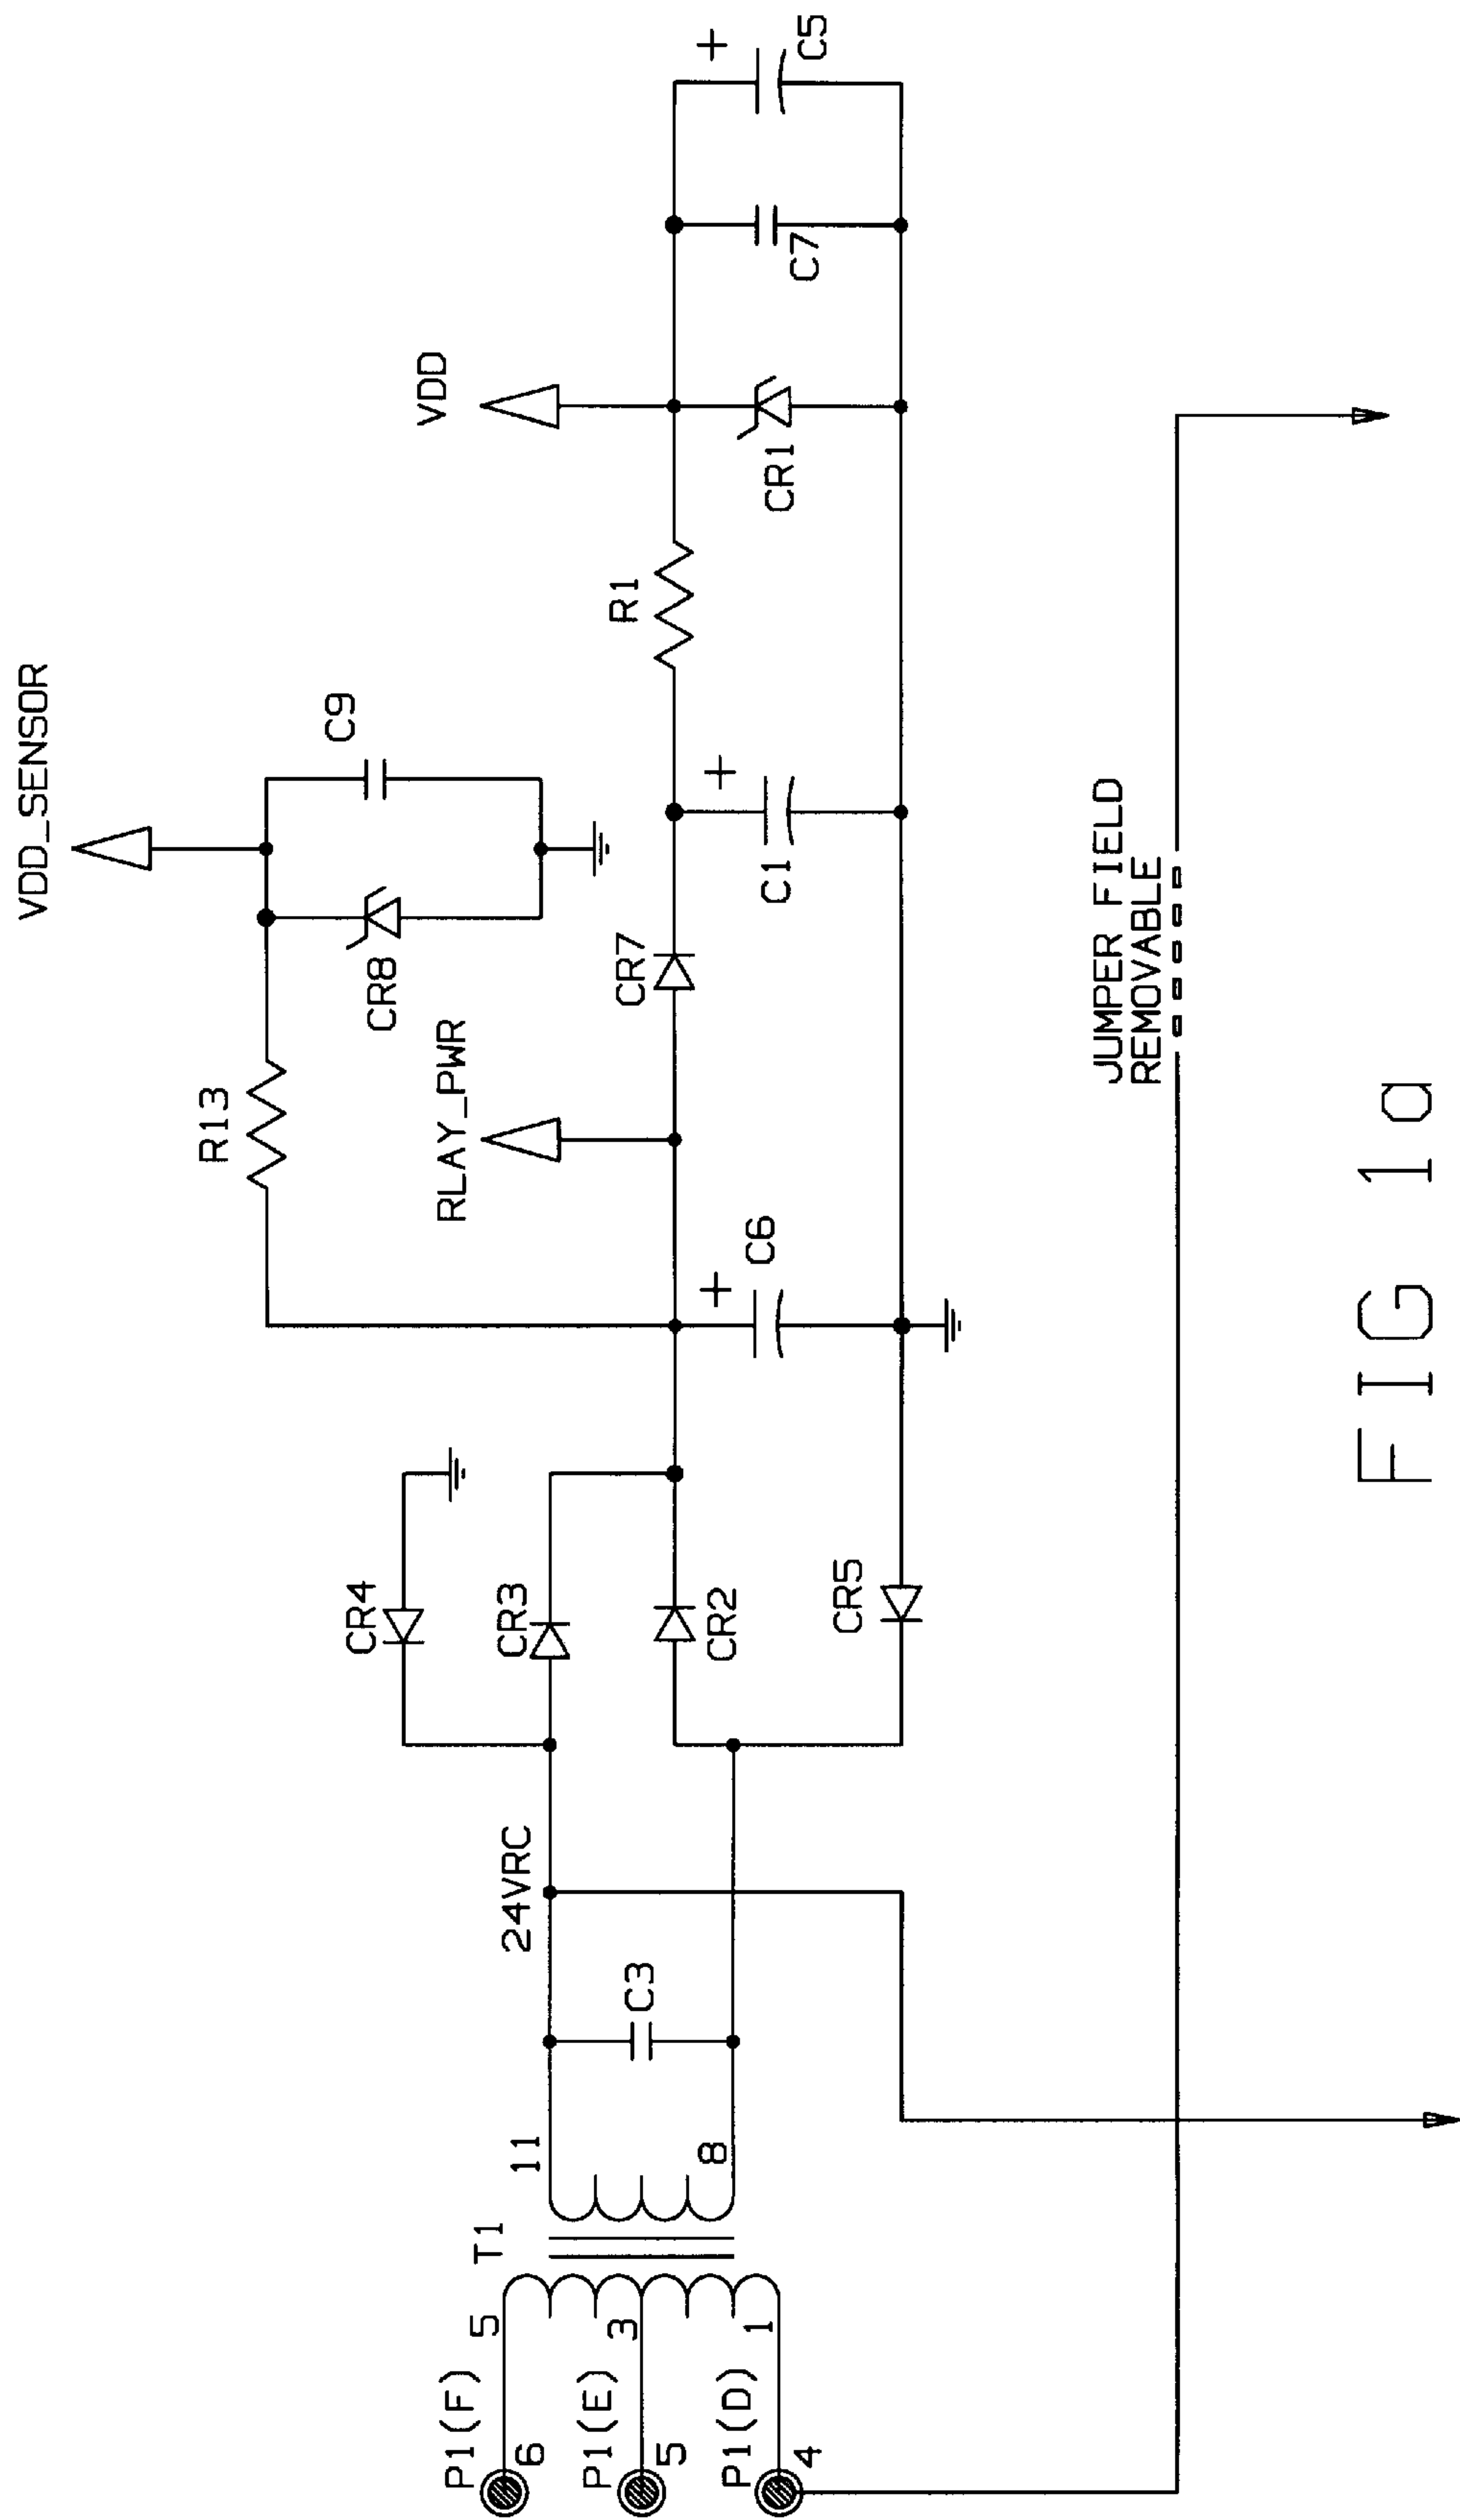 VDD_SENSOR
R13
CR8
C9
RLAY_PWR
VDD
P1(F)
6
5
T1
11
24VRC
CR4
CR3
P1(E)
5
3
C3
CR2
CR7
R1
P1(D)
4
1
8
CR5
+
C6
+
C1
CR1
C7
+
C5
JUMPER FIELD
REMOVABLE
FIG 1a